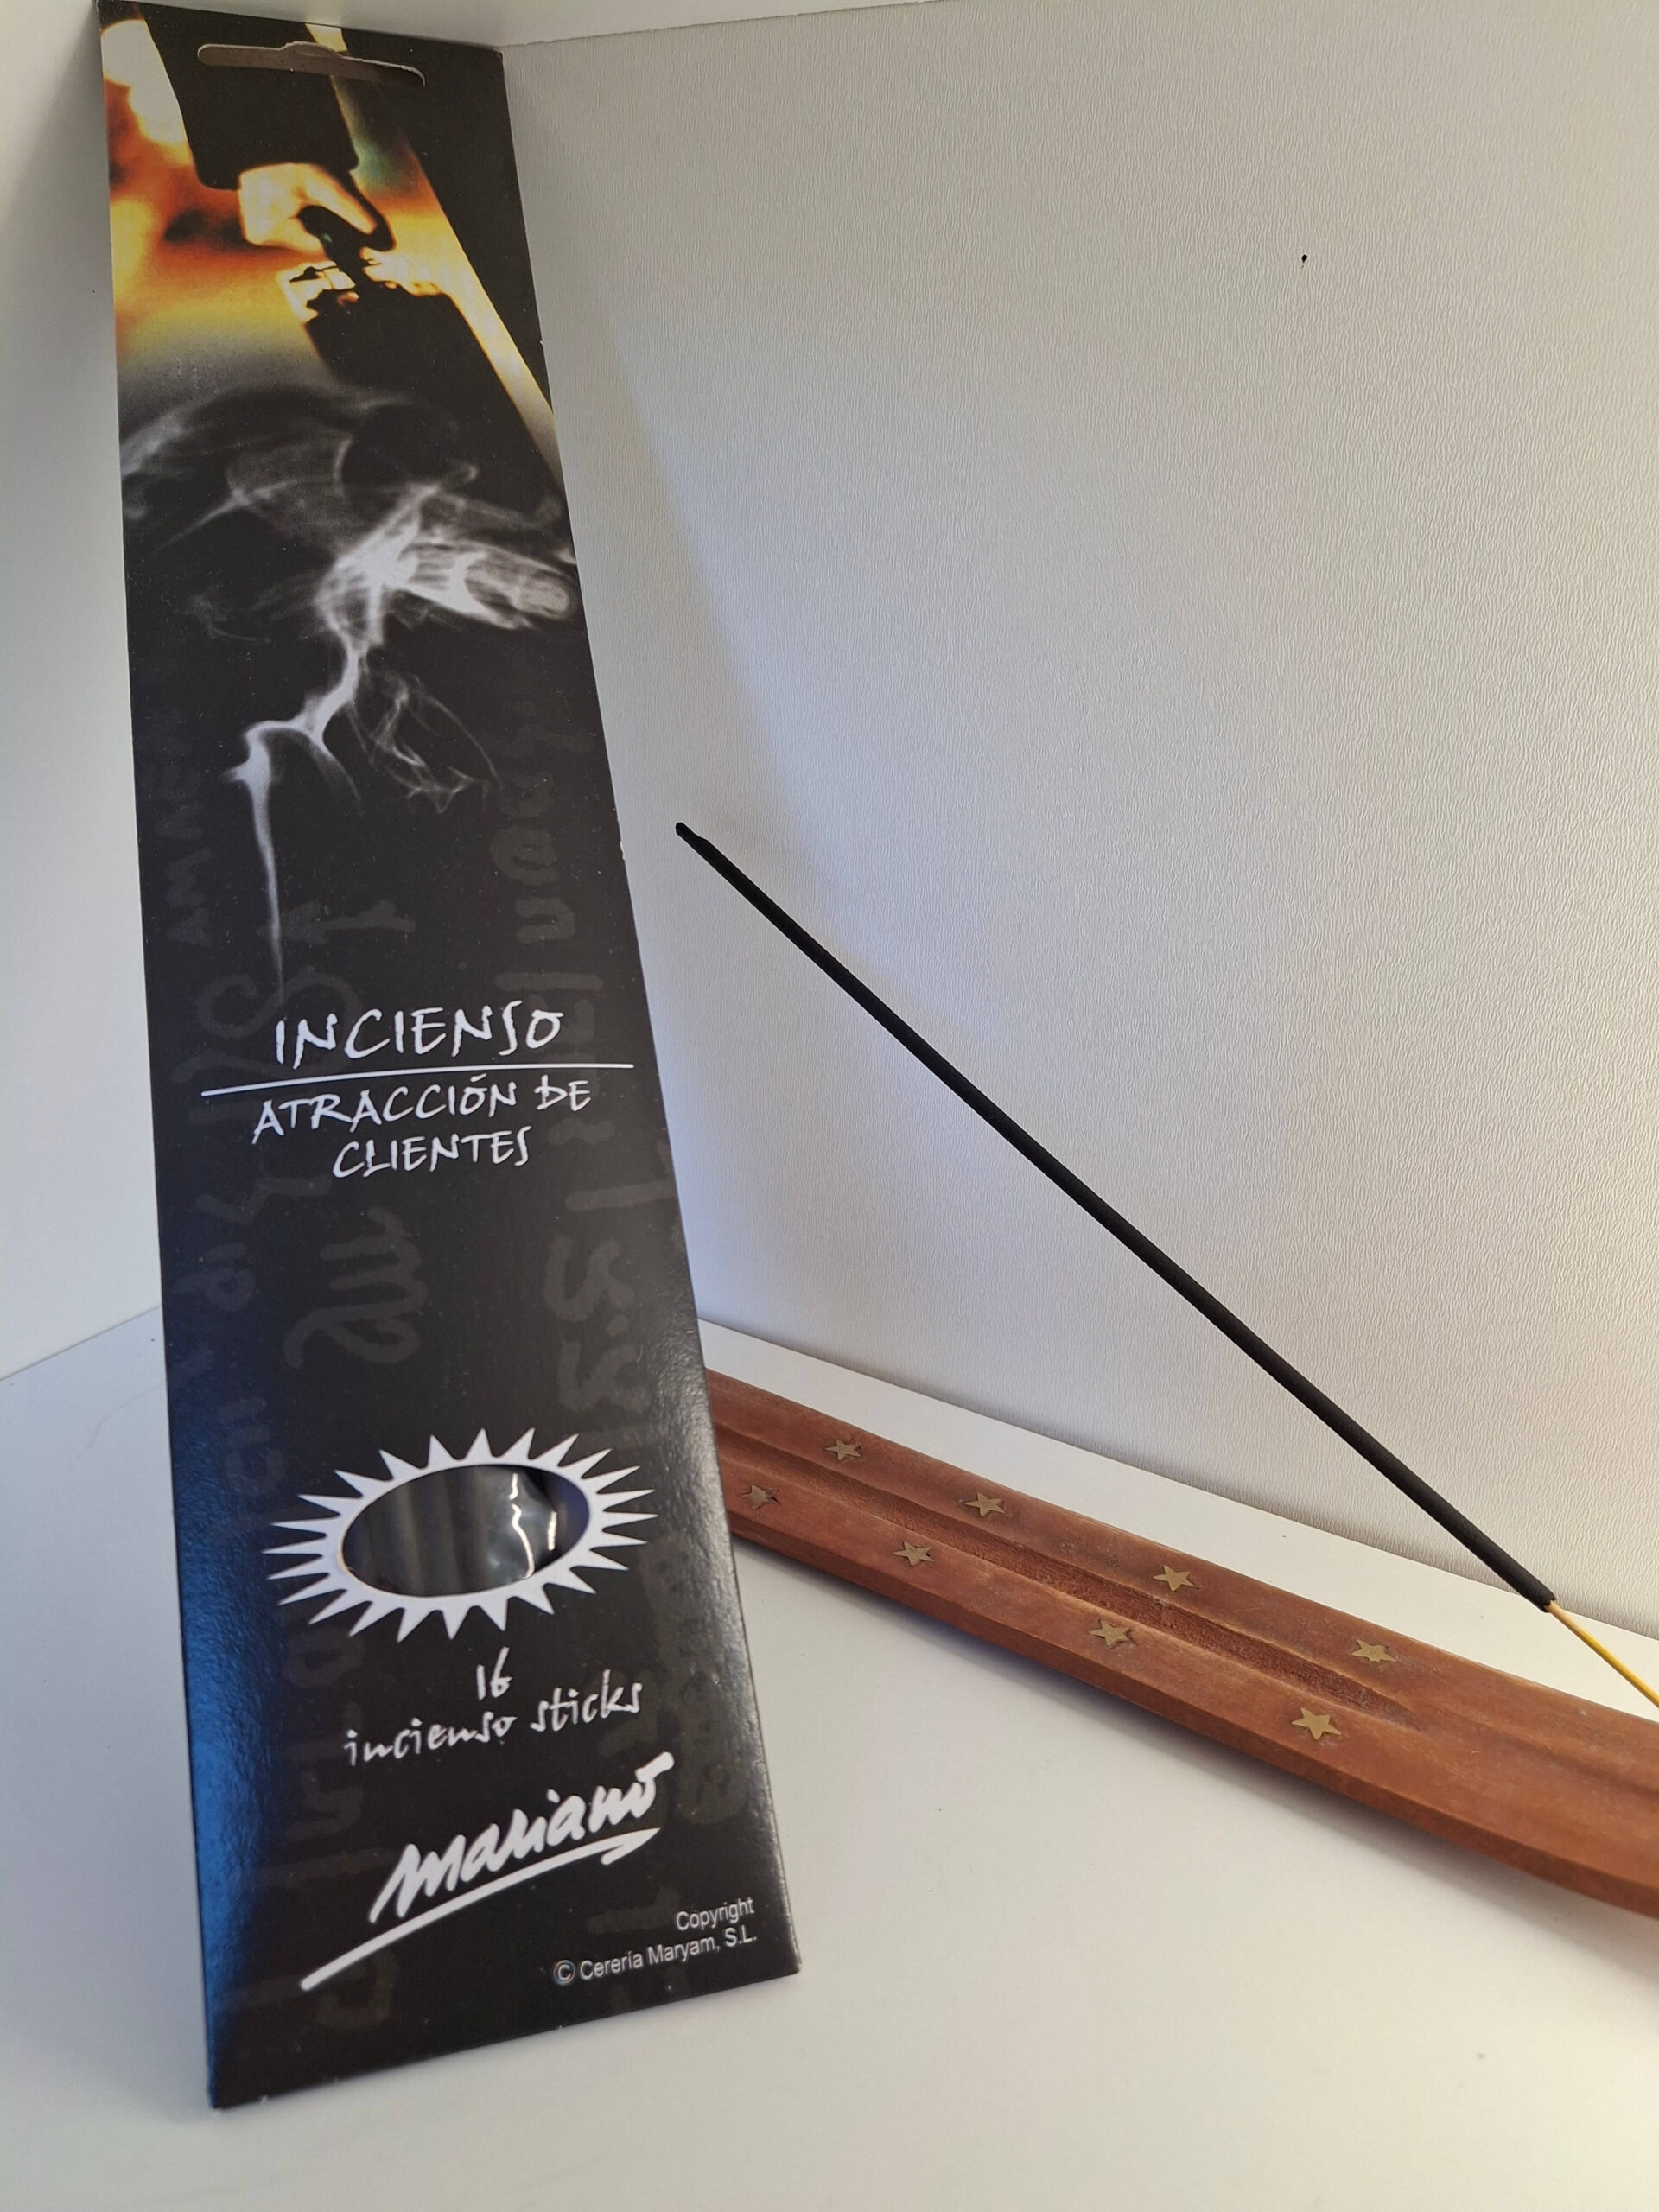 INCIENSO
ATRACCIÓN DE
CLIENTES
16
incienso sticks
Mariano
Copyright
© Cerería Maryam, S.L.